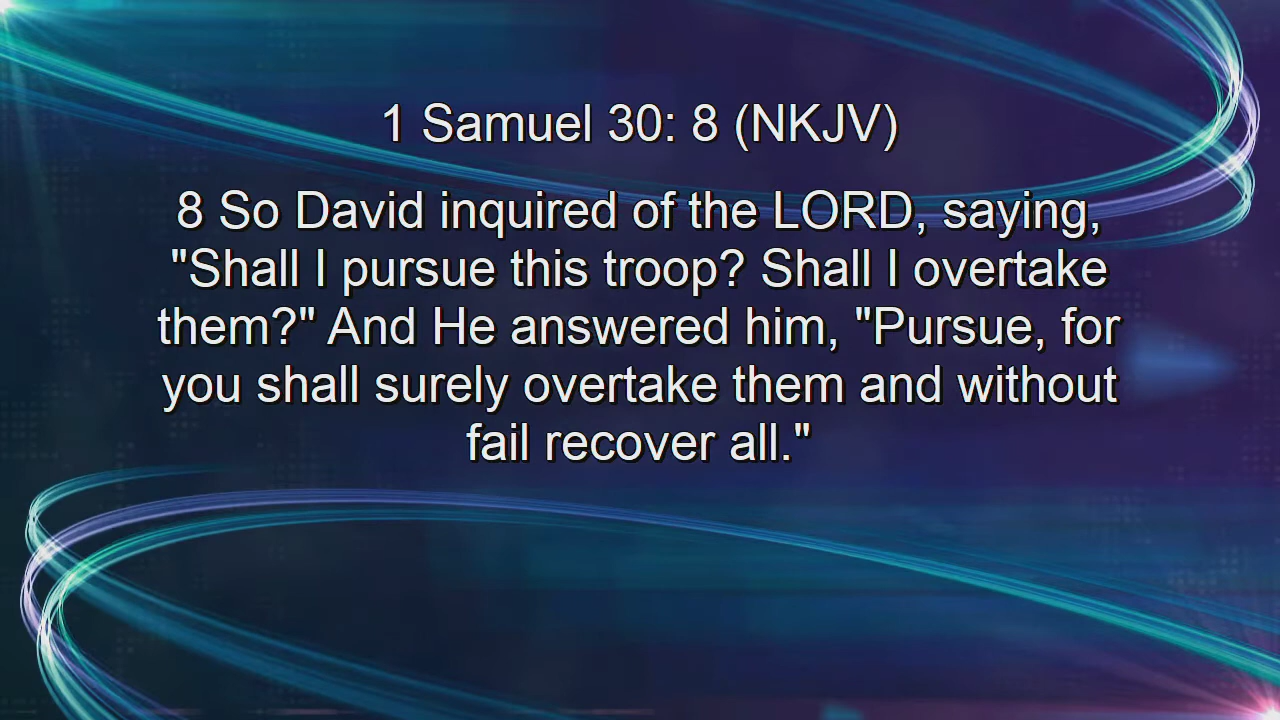 1 Samuel 30: 8 (NKJV)
8 So David inquired of the LORD, saying,
"Shall I pursue this troop? Shall I overtake
them?" And He answered him, "Pursue, for
you shall surely overtake them and without
fail recover all."